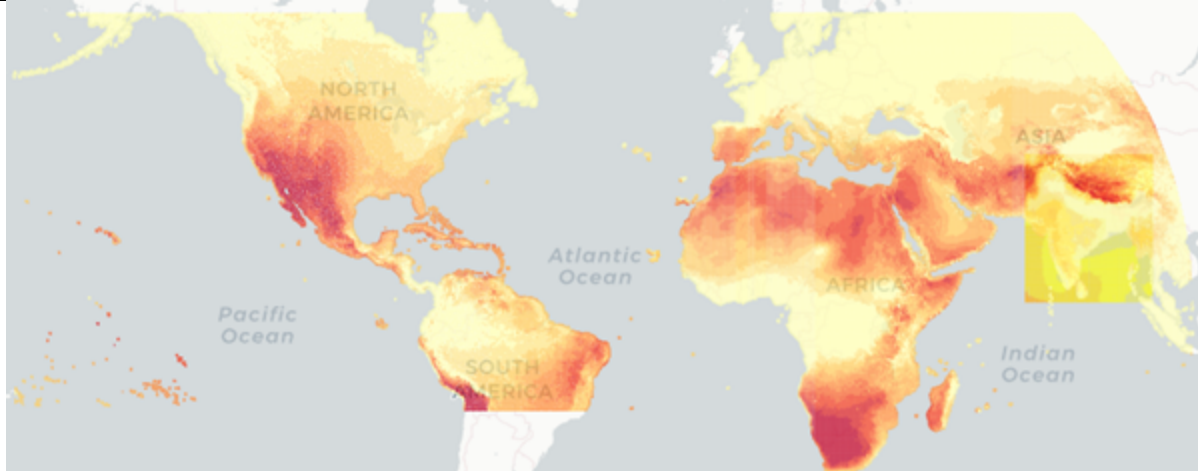 NORTH
AMERICA
ASIA
Atlantic
Ocean
AFRICA
Pacific
Ocean
Indian
Ocean
SOUTH
AMERICA